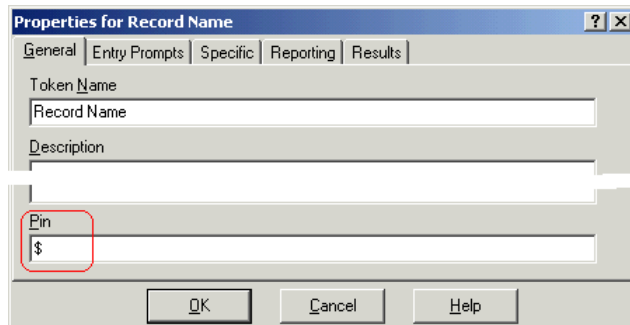 Properties for Record Name
General Entry Prompts Specific Reporting Results
Token Name
Record Name
Description
Pin
$
OK Cancel Help